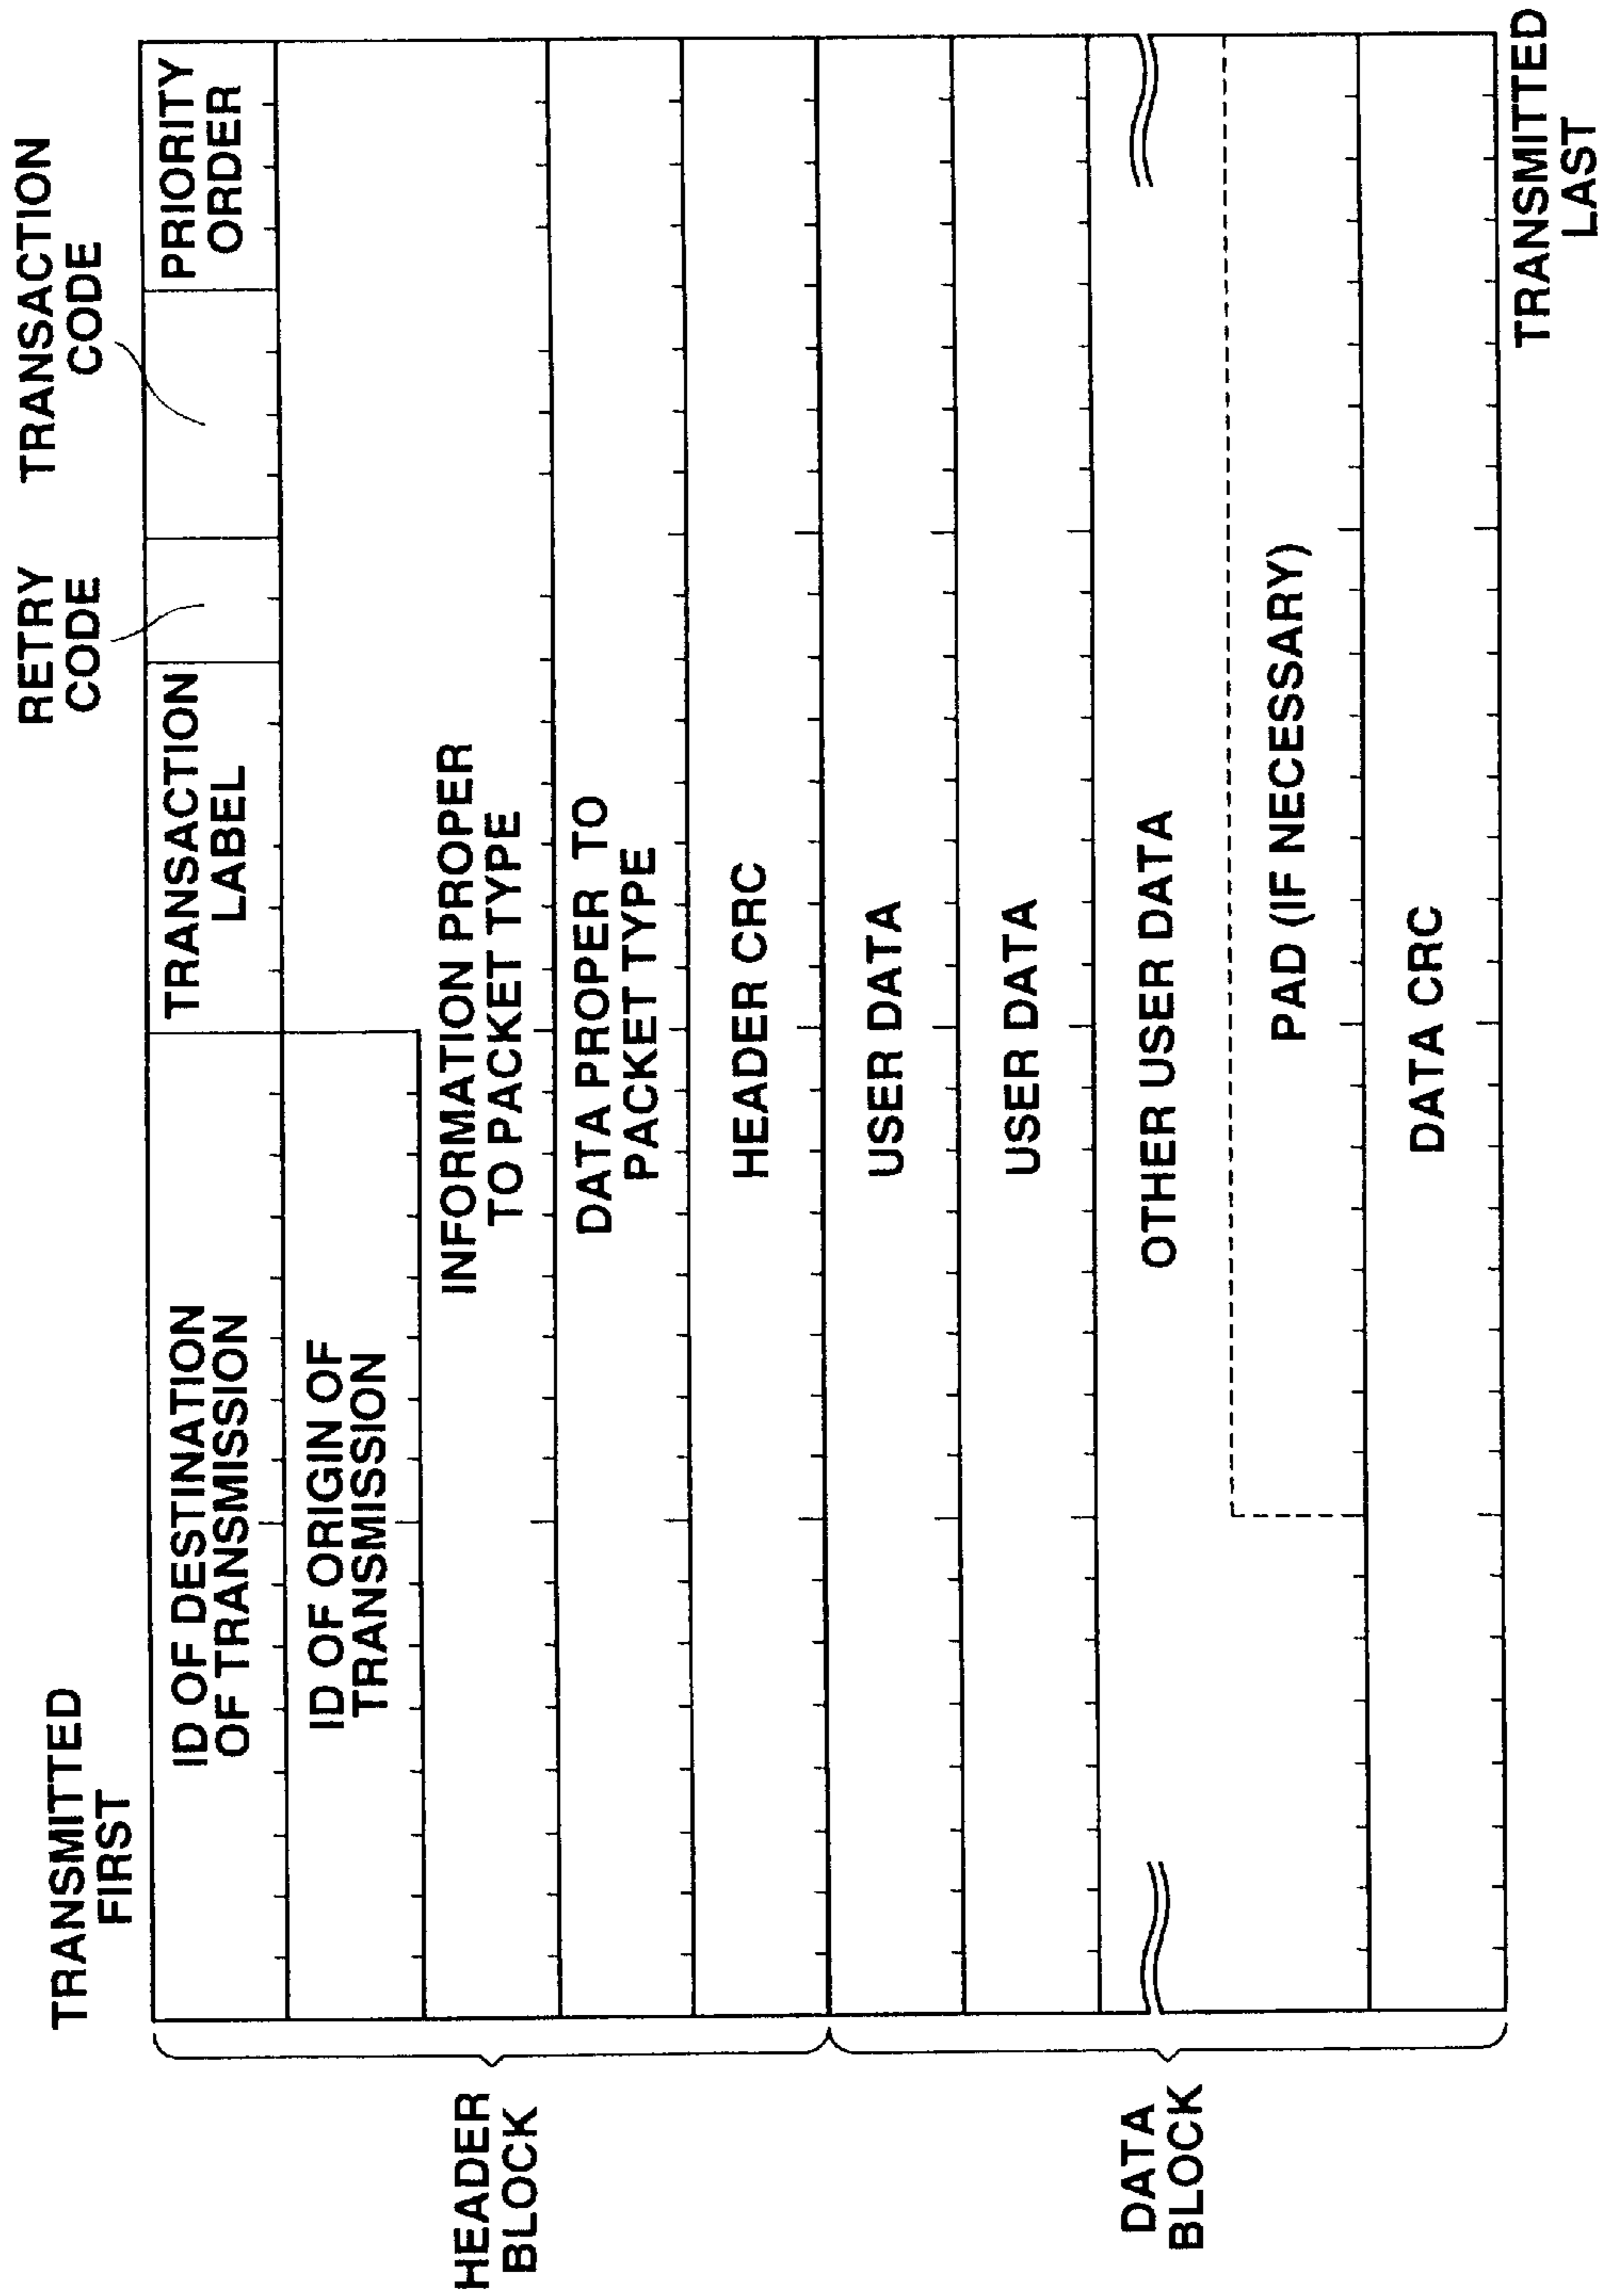 TRANSMITTED
FIRST
RETRY
CODE
TRANSACTION
CODE
HEADER
BLOCK
ID OF DESTINATION
OF TRANSMISSION
TRANSACTION
LABEL
PRIORITY
ORDER
ID OF ORIGIN OF
TRANSMISSION
INFORMATION PROPER
TO PACKET TYPE
DATA PROPER TO
PACKET TYPE
HEADER CRC
DATA
BLOCK
USER DATA
USER DATA
OTHER USER DATA
PAD (IF NECESSARY)
DATA CRC
TRANSMITTED
LAST